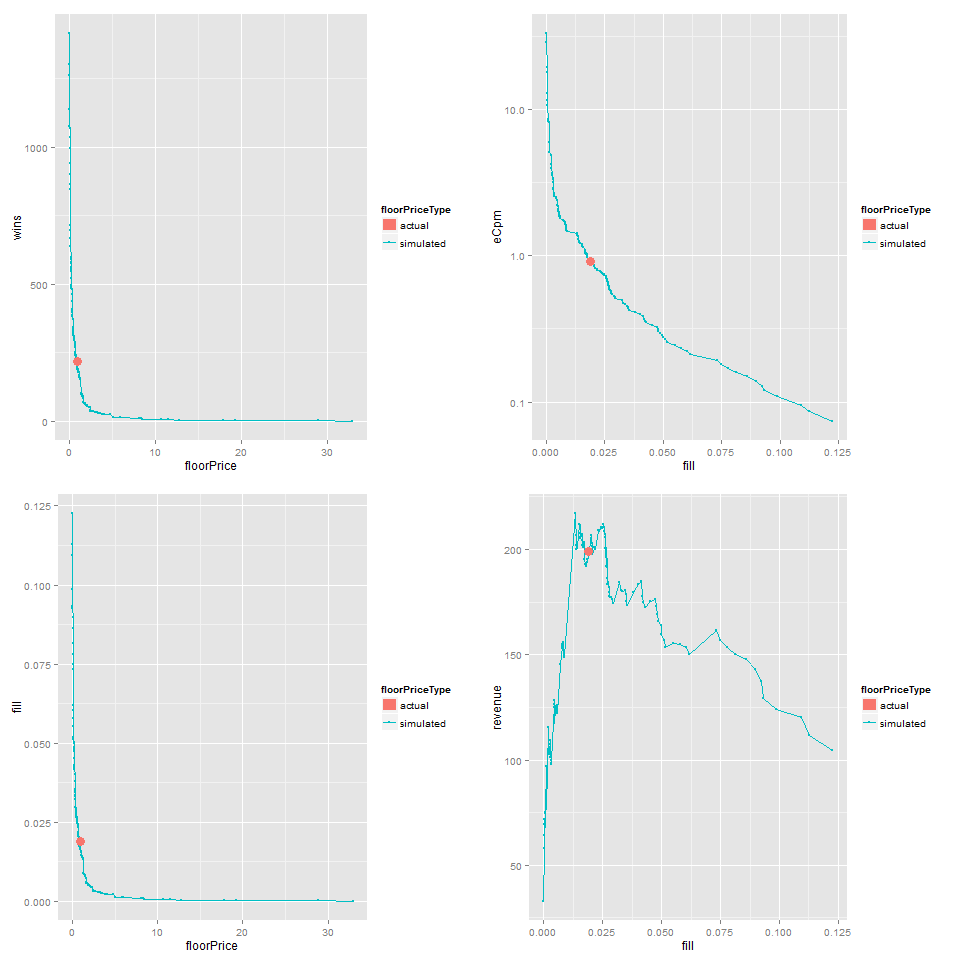 wins
1000
500
0
0
10
20
30
floorPrice
floorPriceType
actual
simulated
eCpm
10.0
1.0
0.1
0.000
0.025
0.050
0.075
0.100
0.125
fill
floorPriceType
actual
simulated
fill
0.125
0.100
0.075
0.050
0.025
0.000
0
10
20
30
floorPrice
floorPriceType
actual
simulated
revenue
200
150
100
50
0.000
0.025
0.050
0.075
0.100
0.125
fill
floorPriceType
actual
simulated